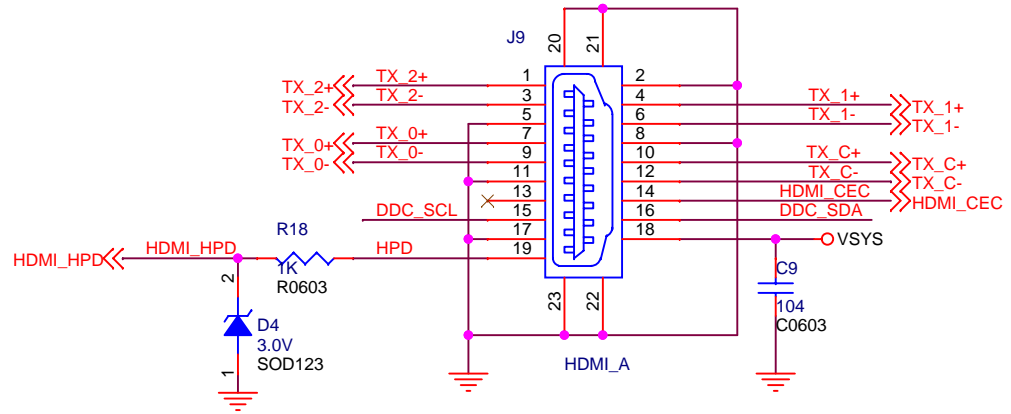 J9
20
21
TX_2+ TX_2+ 1 2
TX_2- TX_2- 3 4 TX_1+ TX_1+
5 6 TX_1- TX_1-
TX_0+ TX_0+ 7 8
TX_0- TX_0- 9 10 TX_C+ TX_C+
11 12 TX_C- TX_C-
13 14 HDMI_CEC HDMI_CEC
DDC_SCL 15 16 DDC_SDA
R18 17 18 VSYS
HDMI_HPD HDMI_HPD HPD 19
1K
R0603
C9
104
C0603
2
D4
3.0V
SOD123
1
23
22
HDMI_A